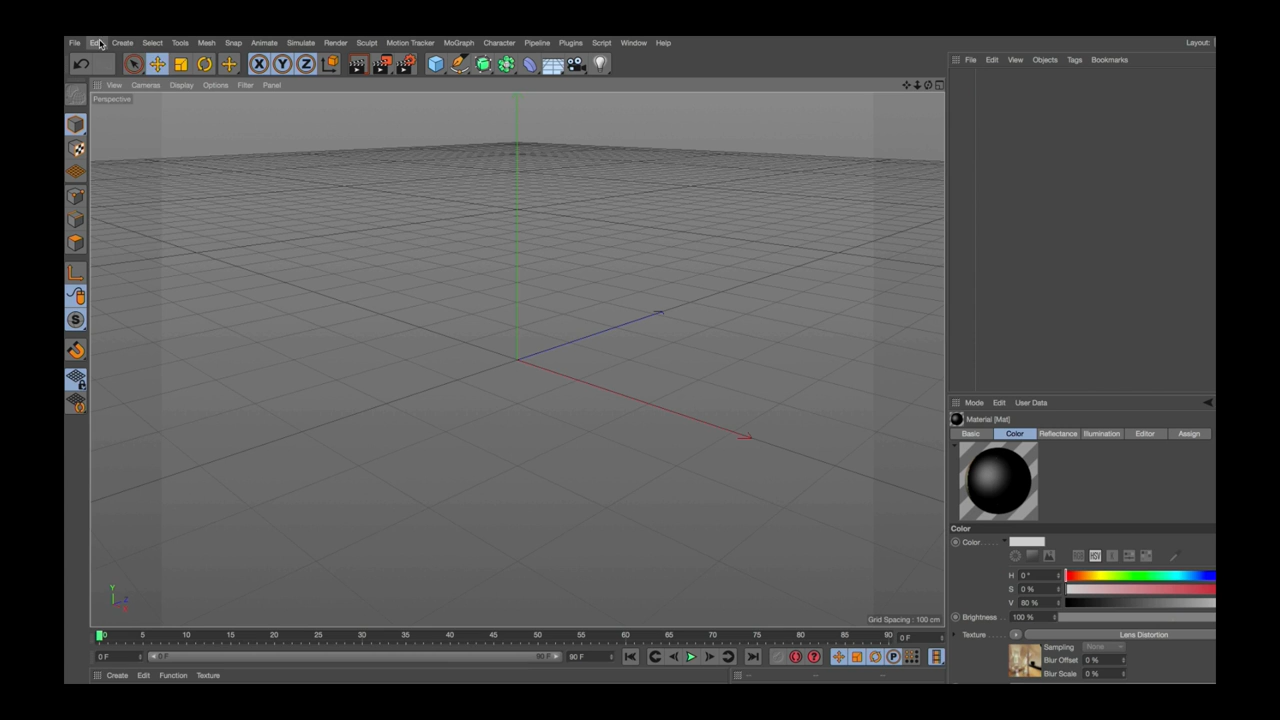 File Edit Create Select Tools Mesh Snap Animate Simulate Render Sculpt Motion Tracker MoGraph Character Pipeline Plugins Script Window Help Layout:
X Y Z
File Edit View Objects Tags Bookmarks
View Cameras Display Options Filter Panel
Perspective
S
Mode Edit User Data
Material [Mat]
Basic Color Reflectance Illumination Editor Assign
Color
Color
H 0 °
S 0 %
V 80 %
Brightness 100 %
Y
Z
X
Grid Spacing : 100 cm
0 5 10 15 20 25 30 35 40 45 50 55 60 65 70 75 80 85 90 0 F
Texture Lens Distortion
Sampling None
Blur Offset 0 %
Blur Scale 0 %
0 F 0 F 90 F 90 F P
Create Edit Function Texture
-- -- --